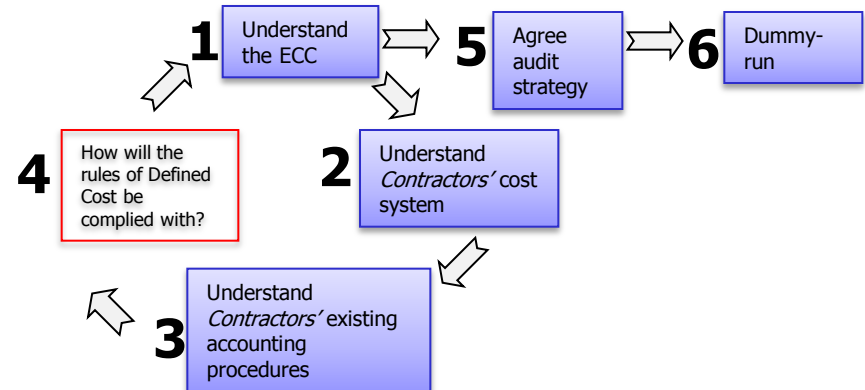 1
Understand
the ECC
5
Agree
audit
strategy
6
Dummy-
run
4
How will the
rules of Defined
Cost be
complied with?
2
Understand
Contractors' cost
system
3
Understand
Contractors' existing
accounting
procedures